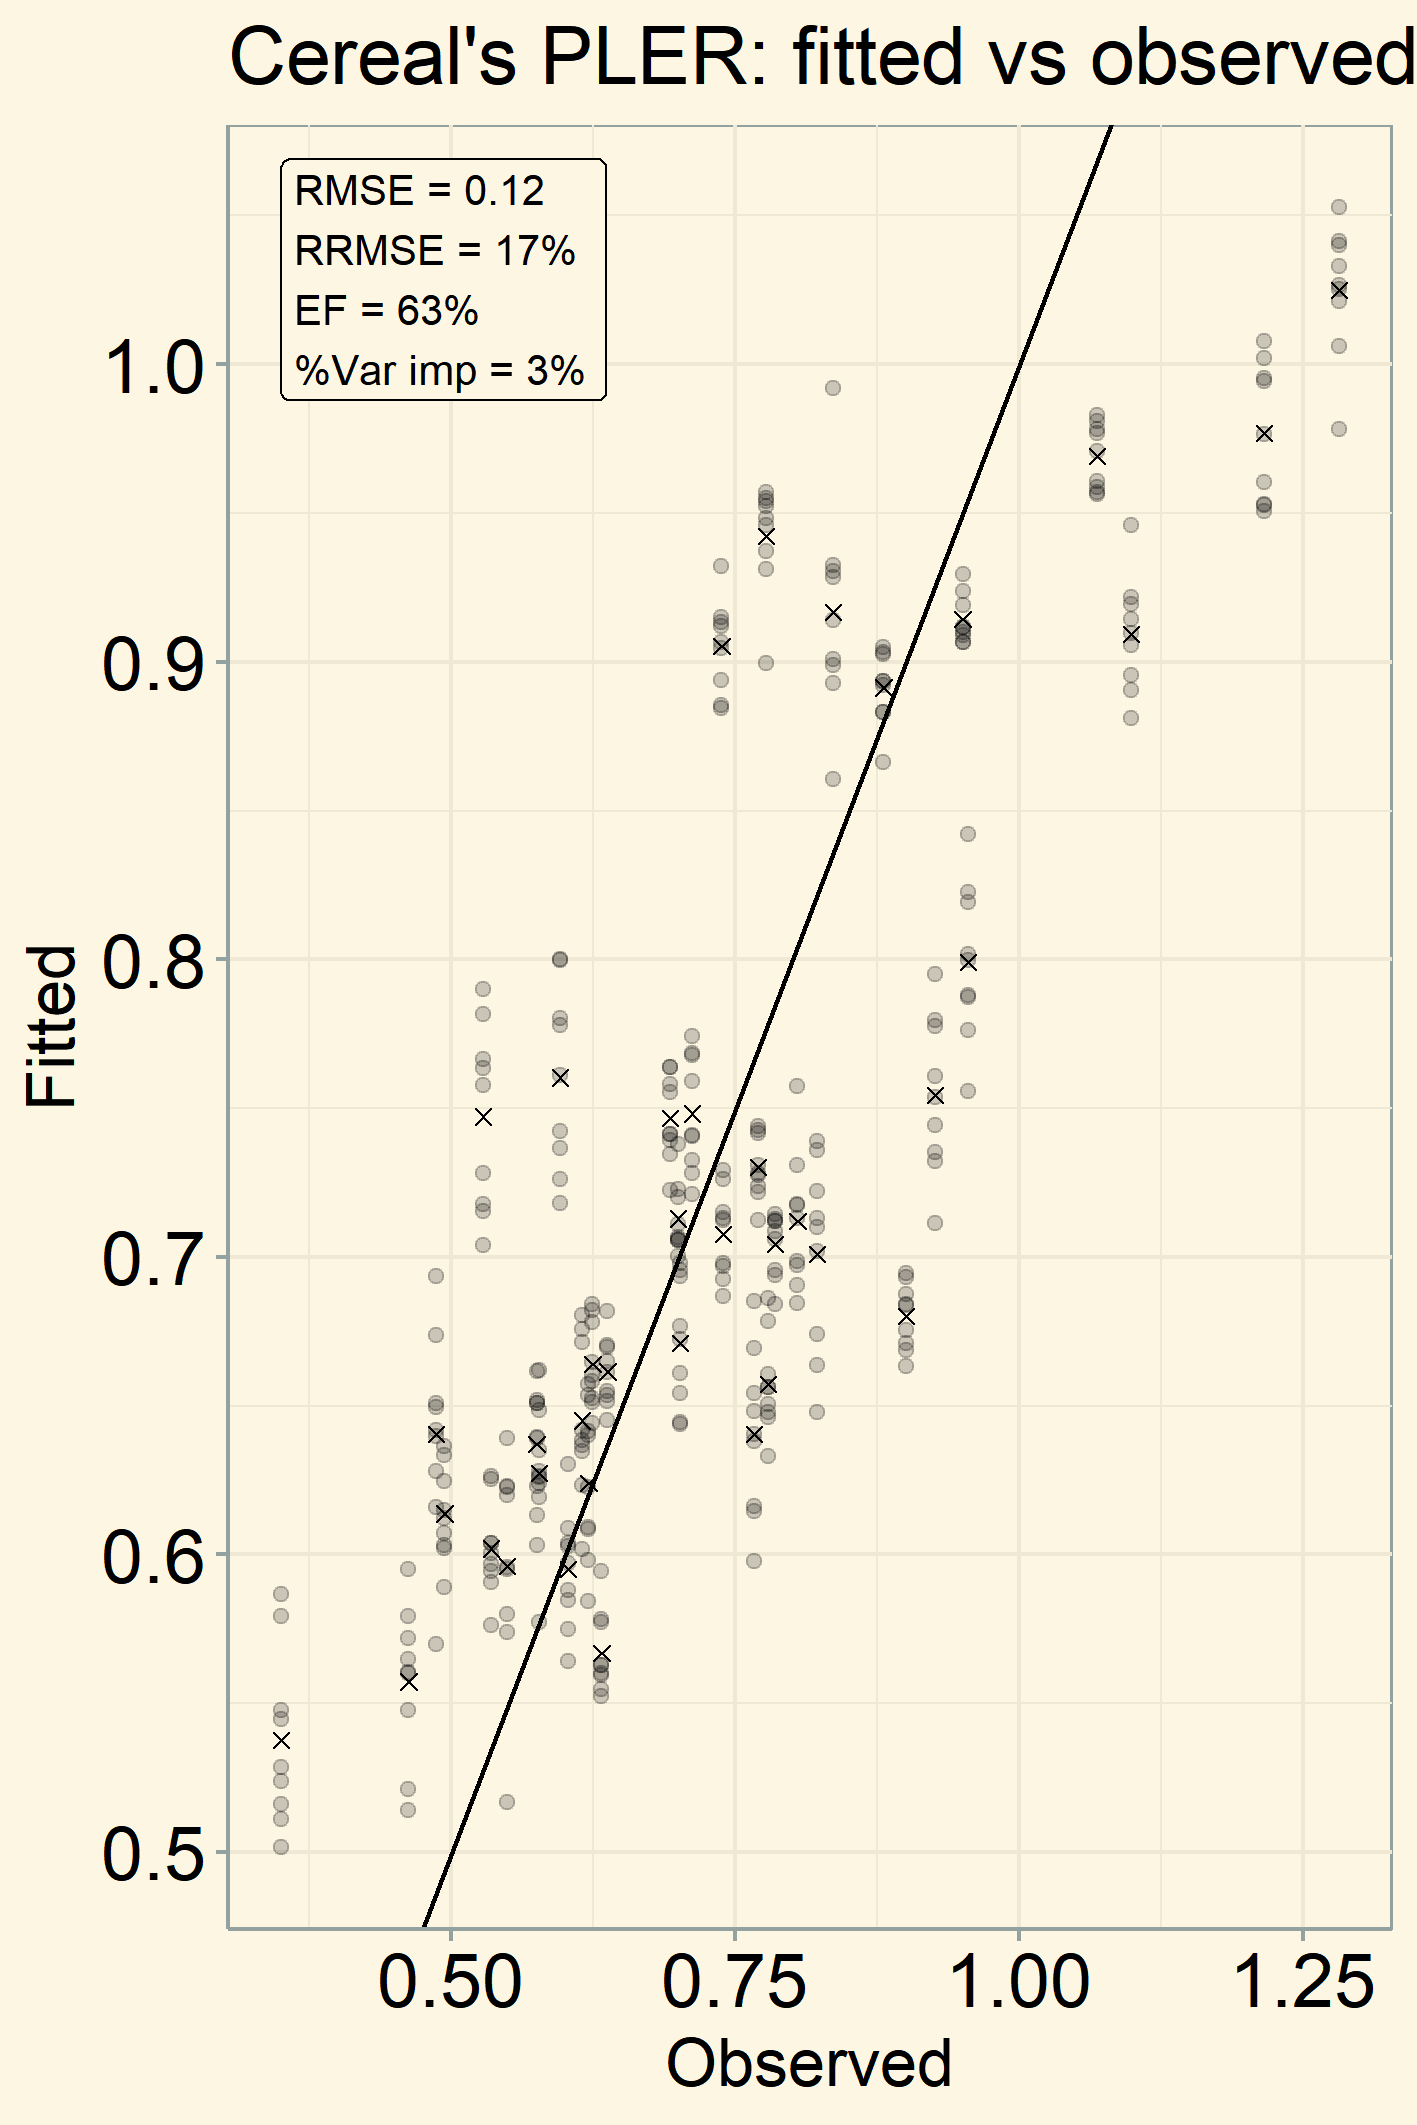 Cereal's PLER: fitted vs observed
RMSE = 0.12
RRMSE = 17%
EF = 63%
%Var imp = 3%
1.0
0.9
0.8
0.7
0.6
0.5
Fitted
0.50 0.75 1.00 1.25
Observed